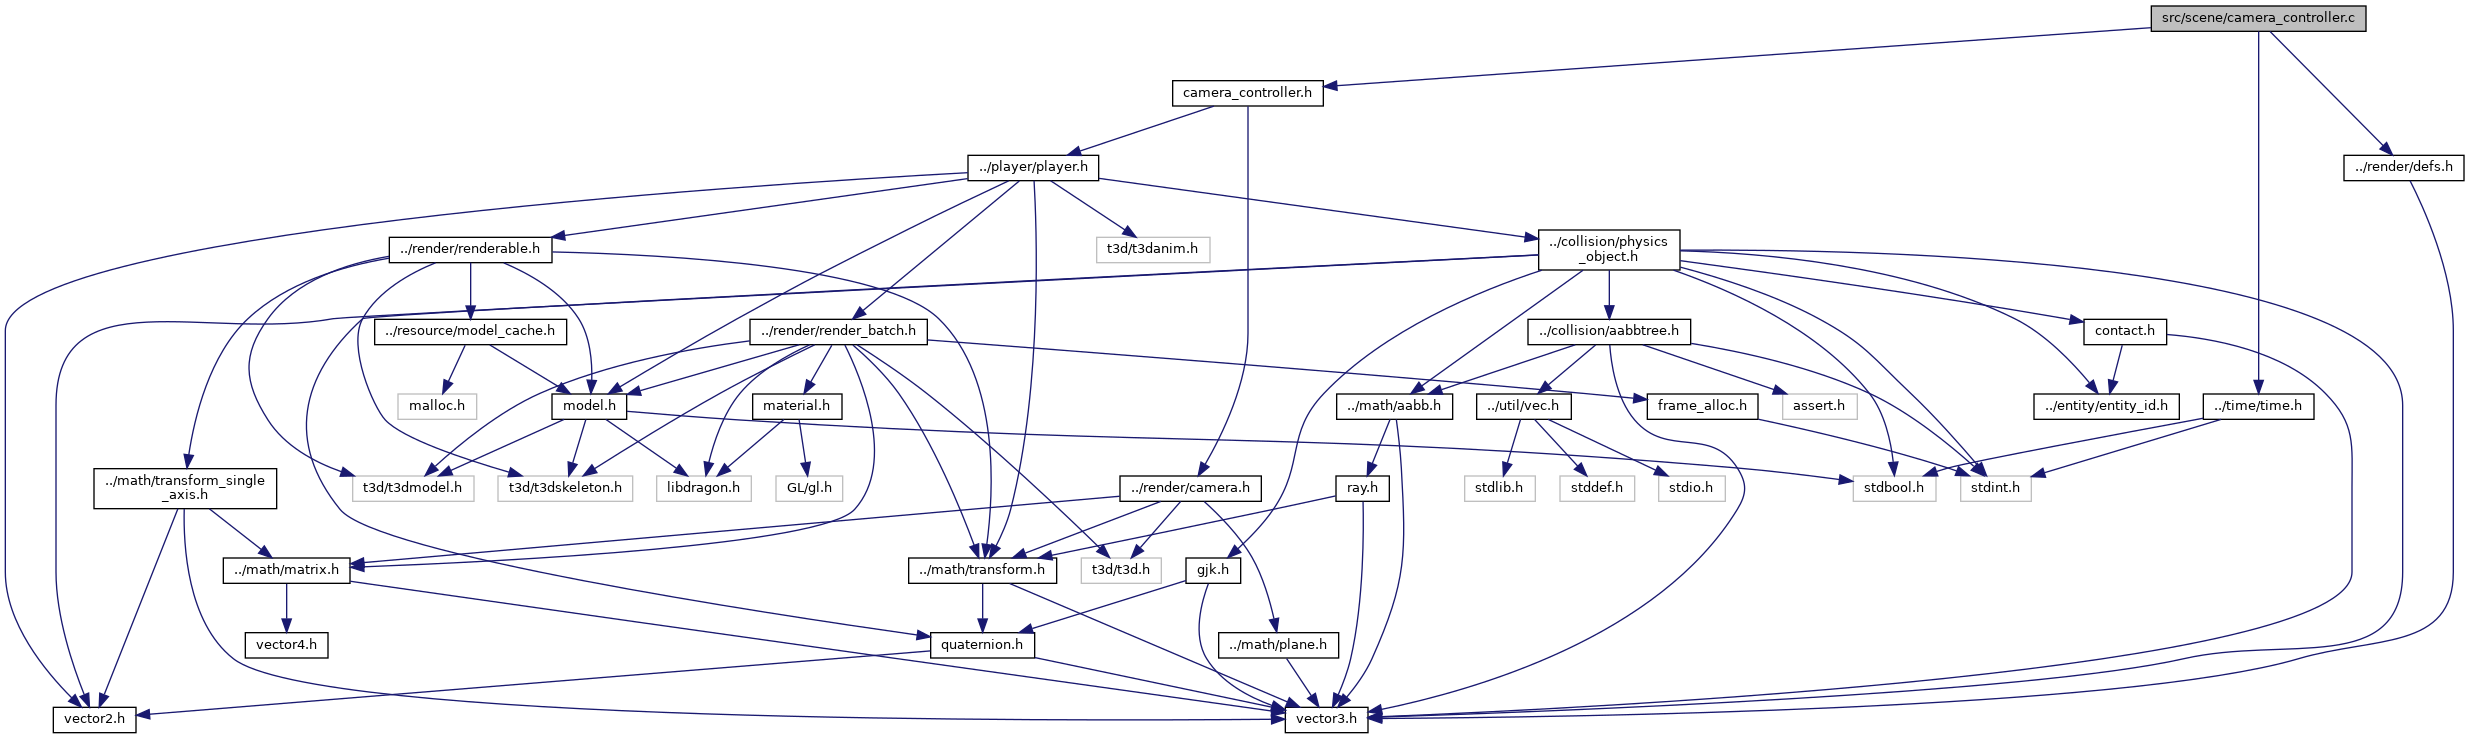 src/scene/camera_controller.c
camera_controller.h
../player/player.h
../render/defs.h
../render/renderable.h
t3d/t3danim.h
../collision/physics
_object.h
../resource/model_cache.h
../render/render_batch.h
../collision/aabbtree.h
contact.h
malloc.h
model.h
material.h
../math/aabb.h
../util/vec.h
frame_alloc.h
assert.h
../entity/entity_id.h
../time/time.h
../math/transform_single
_axis.h
t3d/t3dmodel.h
t3d/t3dskeleton.h
libdragon.h
GL/gl.h
../render/camera.h
ray.h
stdlib.h
stddef.h
stdio.h
stdbool.h
stdint.h
../math/matrix.h
../math/transform.h
t3d/t3d.h
gjk.h
vector4.h
quaternion.h
../math/plane.h
vector2.h
vector3.h